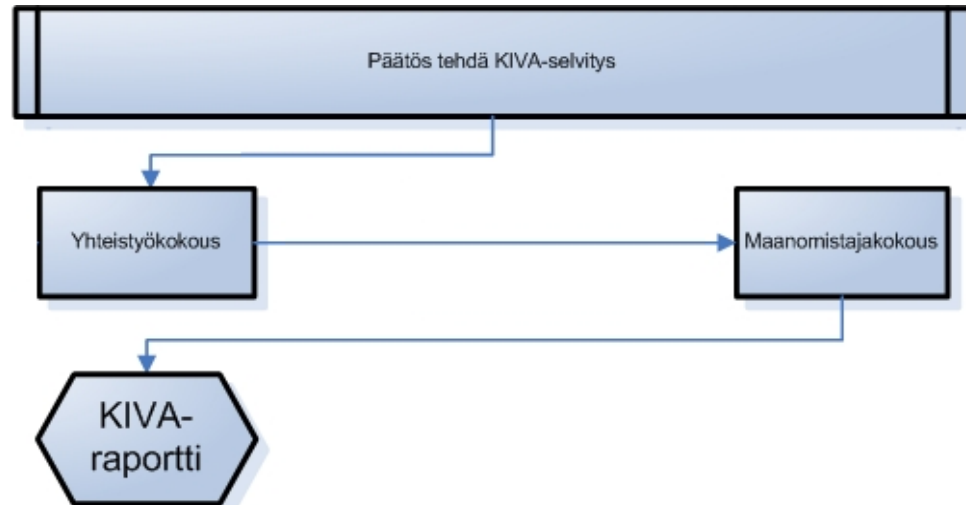 Päätös tehdä KIVA-selvitys
Yhteistyökokous
Maanomistajakokous
KIVA-
raportti